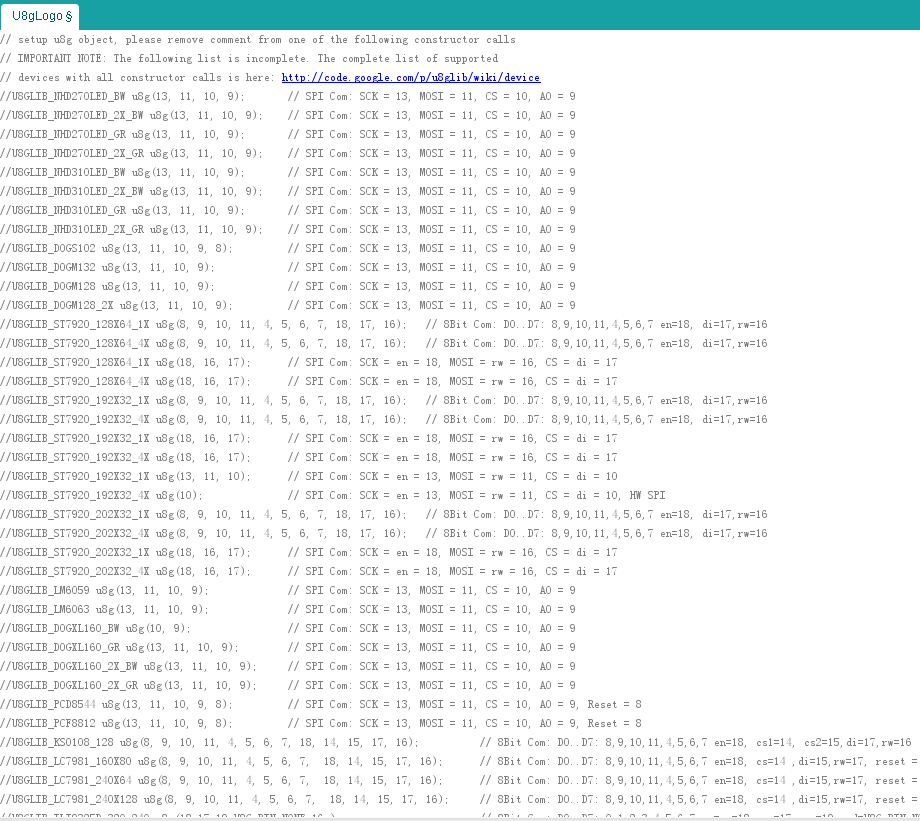 U8gLogo §
// setup u8g object, please remove comment from one of the following constructor calls
// IMPORTANT NOTE: The following list is incomplete. The complete list of supported
// devices with all constructor calls is here: http://code.google.com/p/u8glib/wiki/device
//U8GLIB_NHD27OLED_BW u8g(13, 11, 10, 9); // SPI Com: SCK = 13, MOSI = 11, CS = 10, A0 = 9
//U8GLIB_NHD27OLED_2X_BW u8g(13, 11, 10, 9); // SPI Com: SCK = 13, MOSI = 11, CS = 10, A0 = 9
//U8GLIB_NHD27OLED_GR u8g(13, 11, 10, 9); // SPI Com: SCK = 13, MOSI = 11, CS = 10, A0 = 9
//U8GLIB_NHD27OLED_2X_GR u8g(13, 11, 10, 9); // SPI Com: SCK = 13, MOSI = 11, CS = 10, A0 = 9
//U8GLIB_NHD31OLED_BW u8g(13, 11, 10, 9); // SPI Com: SCK = 13, MOSI = 11, CS = 10, A0 = 9
//U8GLIB_NHD31OLED_2X_BW u8g(13, 11, 10, 9); // SPI Com: SCK = 13, MOSI = 11, CS = 10, A0 = 9
//U8GLIB_NHD31OLED_GR u8g(13, 11, 10, 9); // SPI Com: SCK = 13, MOSI = 11, CS = 10, A0 = 9
//U8GLIB_NHD31OLED_2X_GR u8g(13, 11, 10, 9); // SPI Com: SCK = 13, MOSI = 11, CS = 10, A0 = 9
//U8GLIB_DOGS102 u8g(13, 11, 10, 9, 8); // SPI Com: SCK = 13, MOSI = 11, CS = 10, A0 = 9
//U8GLIB_DOGM132 u8g(13, 11, 10, 9); // SPI Com: SCK = 13, MOSI = 11, CS = 10, A0 = 9
//U8GLIB_DOGM128 u8g(13, 11, 10, 9); // SPI Com: SCK = 13, MOSI = 11, CS = 10, A0 = 9
//U8GLIB_DOGM128_2X u8g(13, 11, 10, 9); // SPI Com: SCK = 13, MOSI = 11, CS = 10, A0 = 9
//U8GLIB_ST7920_128X64_1X u8g(8, 9, 10, 11, 4, 5, 6, 7, 18, 17, 16); // 8Bit Com: D0..D7: 8,9,10,11,4,5,6,7 en=18, di=17,rw=16
//U8GLIB_ST7920_128X64_4X u8g(8, 9, 10, 11, 4, 5, 6, 7, 18, 17, 16); // 8Bit Com: D0..D7: 8,9,10,11,4,5,6,7 en=18, di=17,rw=16
//U8GLIB_ST7920_128X64_1X u8g(18, 16, 17); // SPI Com: SCK = en = 18, MOSI = rw = 16, CS = di = 17
//U8GLIB_ST7920_128X64_4X u8g(18, 16, 17); // SPI Com: SCK = en = 18, MOSI = rw = 16, CS = di = 17
//U8GLIB_ST7920_192X32_1X u8g(8, 9, 10, 11, 4, 5, 6, 7, 18, 17, 16); // 8Bit Com: D0..D7: 8,9,10,11,4,5,6,7 en=18, di=17,rw=16
//U8GLIB_ST7920_192X32_4X u8g(8, 9, 10, 11, 4, 5, 6, 7, 18, 17, 16); // 8Bit Com: D0..D7: 8,9,10,11,4,5,6,7 en=18, di=17,rw=16
//U8GLIB_ST7920_192X32_1X u8g(18, 16, 17); // SPI Com: SCK = en = 18, MOSI = rw = 16, CS = di = 17
//U8GLIB_ST7920_192X32_4X u8g(18, 16, 17); // SPI Com: SCK = en = 18, MOSI = rw = 16, CS = di = 17
//U8GLIB_ST7920_192X32_1X u8g(13, 11, 10); // SPI Com: SCK = en = 13, MOSI = rw = 11, CS = di = 10
//U8GLIB_ST7920_192X32_4X u8g(10); // SPI Com: SCK = en = 13, MOSI = rw = 11, CS = di = 10, HW SPI
//U8GLIB_ST7920_202X32_1X u8g(8, 9, 10, 11, 4, 5, 6, 7, 18, 17, 16); // 8Bit Com: D0..D7: 8,9,10,11,4,5,6,7 en=18, di=17,rw=16
//U8GLIB_ST7920_202X32_4X u8g(8, 9, 10, 11, 4, 5, 6, 7, 18, 17, 16); // 8Bit Com: D0..D7: 8,9,10,11,4,5,6,7 en=18, di=17,rw=16
//U8GLIB_ST7920_202X32_1X u8g(18, 16, 17); // SPI Com: SCK = en = 18, MOSI = rw = 16, CS = di = 17
//U8GLIB_ST7920_202X32_4X u8g(18, 16, 17); // SPI Com: SCK = en = 18, MOSI = rw = 16, CS = di = 17
//U8GLIB_LM6059 u8g(13, 11, 10, 9); // SPI Com: SCK = 13, MOSI = 11, CS = 10, A0 = 9
//U8GLIB_LM6063 u8g(13, 11, 10, 9); // SPI Com: SCK = 13, MOSI = 11, CS = 10, A0 = 9
//U8GLIB_DOGXL160_BW u8g(10, 9); // SPI Com: SCK = 13, MOSI = 11, CS = 10, A0 = 9
//U8GLIB_DOGXL160_GR u8g(13, 11, 10, 9); // SPI Com: SCK = 13, MOSI = 11, CS = 10, A0 = 9
//U8GLIB_DOGXL160_2X_BW u8g(13, 11, 10, 9); // SPI Com: SCK = 13, MOSI = 11, CS = 10, A0 = 9
//U8GLIB_DOGXL160_2X_GR u8g(13, 11, 10, 9); // SPI Com: SCK = 13, MOSI = 11, CS = 10, A0 = 9
//U8GLIB_PCD8544 u8g(13, 11, 10, 9, 8); // SPI Com: SCK = 13, MOSI = 11, CS = 10, A0 = 9, Reset = 8
//U8GLIB_PCF8812 u8g(13, 11, 10, 9, 8); // SPI Com: SCK = 13, MOSI = 11, CS = 10, A0 = 9, Reset = 8
//U8GLIB_KS0108_128 u8g(8, 9, 10, 11, 4, 5, 6, 7, 18, 14, 15, 17, 16); // 8Bit Com: D0..D7: 8,9,10,11,4,5,6,7 en=18, cs1=14, cs2=15,di=17,rw=16
//U8GLIB_LC7981_160X80 u8g(8, 9, 10, 11, 4, 5, 6, 7, 18, 14, 15, 17, 16); // 8Bit Com: D0..D7: 8,9,10,11,4,5,6,7 en=18, cs=14 ,di=15,rw=17, reset =
//U8GLIB_LC7981_240X64 u8g(8, 9, 10, 11, 4, 5, 6, 7, 18, 14, 15, 17, 16); // 8Bit Com: D0..D7: 8,9,10,11,4,5,6,7 en=18, cs=14 ,di=15,rw=17, reset =
//U8GLIB_LC7981_240X128 u8g(8, 9, 10, 11, 4, 5, 6, 7, 18, 14, 15, 17, 16); // 8Bit Com: D0..D7: 8,9,10,11,4,5,6,7 en=18, cs=14 ,di=15,rw=17, reset =